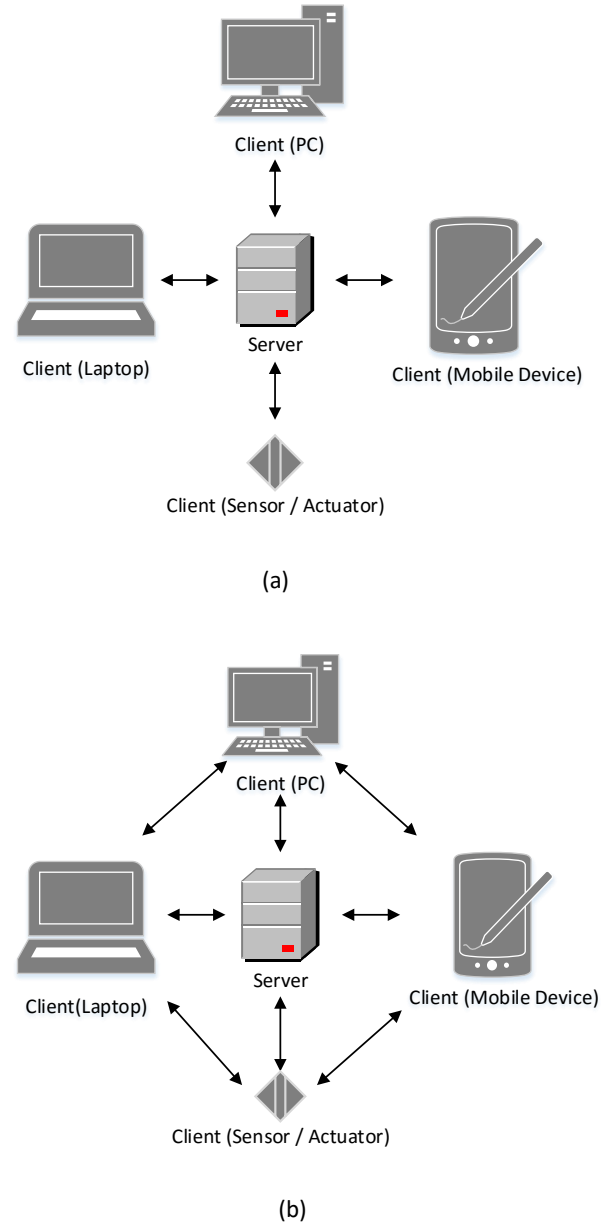 Client (PC)
Server
Client (Laptop)
Client (Mobile Device)
Client (Sensor / Actuator)
(a)
Client (PC)
Server
Client(Laptop)
Client (Mobile Device)
Client (Sensor / Actuator)
(b)